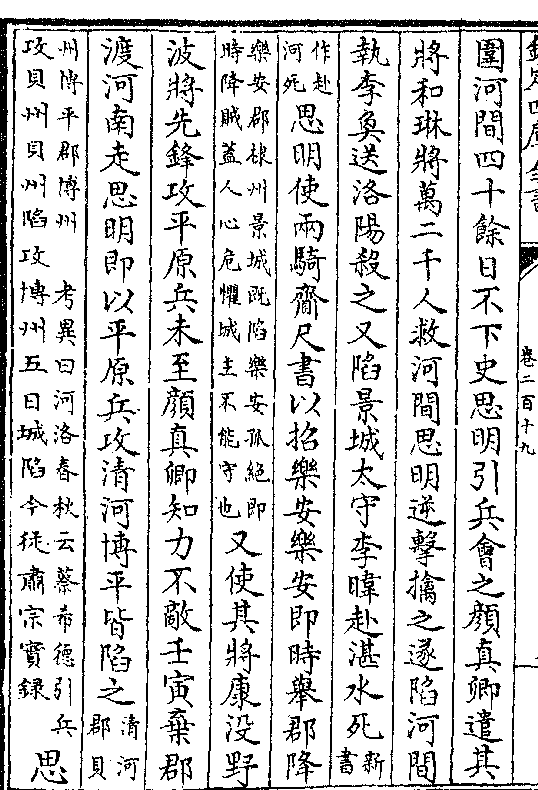 欽定四庫全書
卷二百十九
圍河間四十餘日不下史思明引兵會之顔真卿遣其
將和琳將萬二千人救河間思明逆擊擒之遂陷河間
執李奐送洛陽殺之又陷景城太守李暐赴湛水死新書
作赴河死思明使兩騎齎尺書以招樂安樂安即時舉郡降
樂安郡棣州景城既陷樂安孤絶即
時降賊蓋人心危懼城主不能守也又使其將康没野
波將先鋒攻平原兵未至顔真卿知力不敵壬寅棄郡
渡河南走思明即以平原兵攻清河博平皆陷之清河郡貝
州博平郡博州 考異曰河洛春秋云蔡希德引兵
攻貝州貝州陷攻博州五日城陷今從肅宗實録思